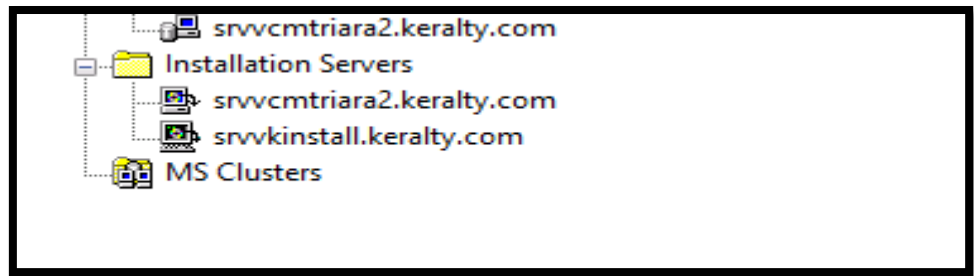 srvvcmtriara2.keralty.com
Installation Servers
srvvcmtriara2.keralty.com
srvvkinstall.keralty.com
MS Clusters